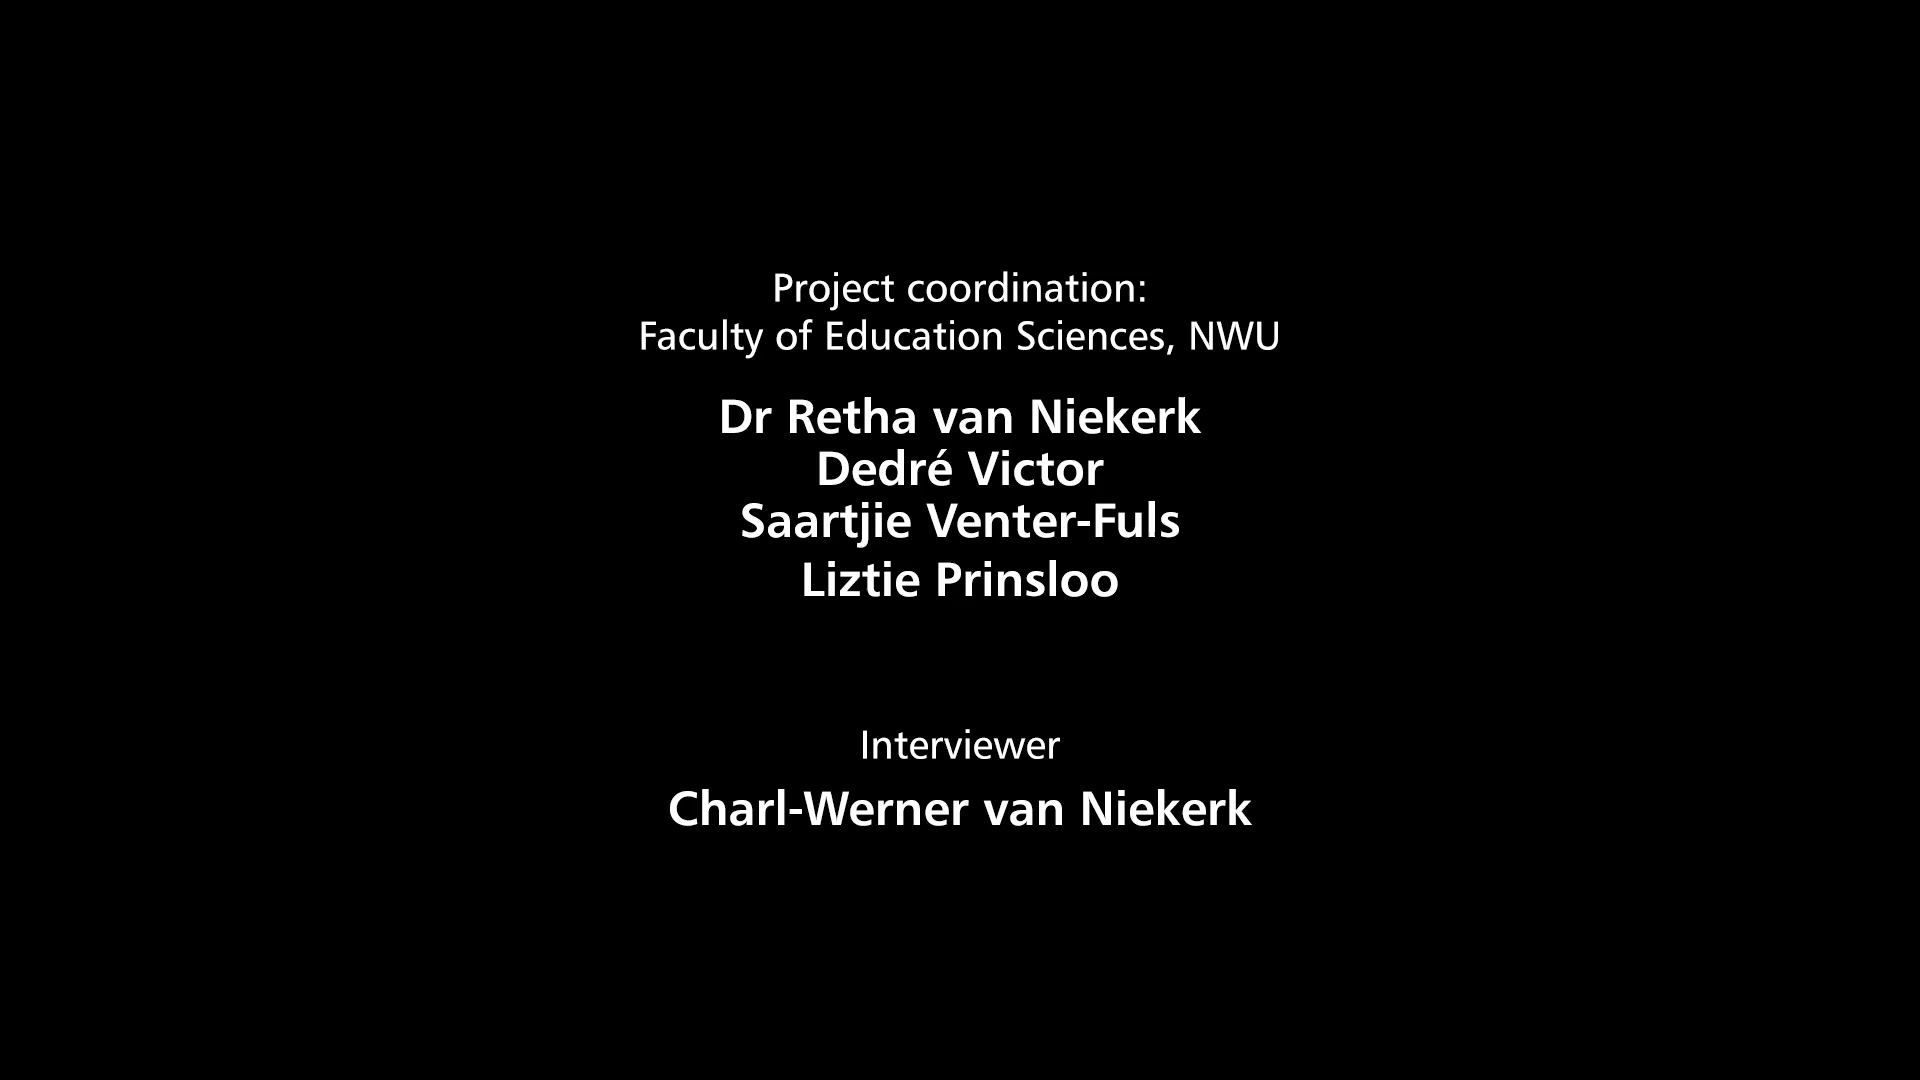 Project coordination:
Faculty of Education Sciences, NWU
Dr Retha van Niekerk
Dedré Victor
Saartjie Venter-Fuls
Liztie Prinsloo
Interviewer
Charl-Werner van Niekerk